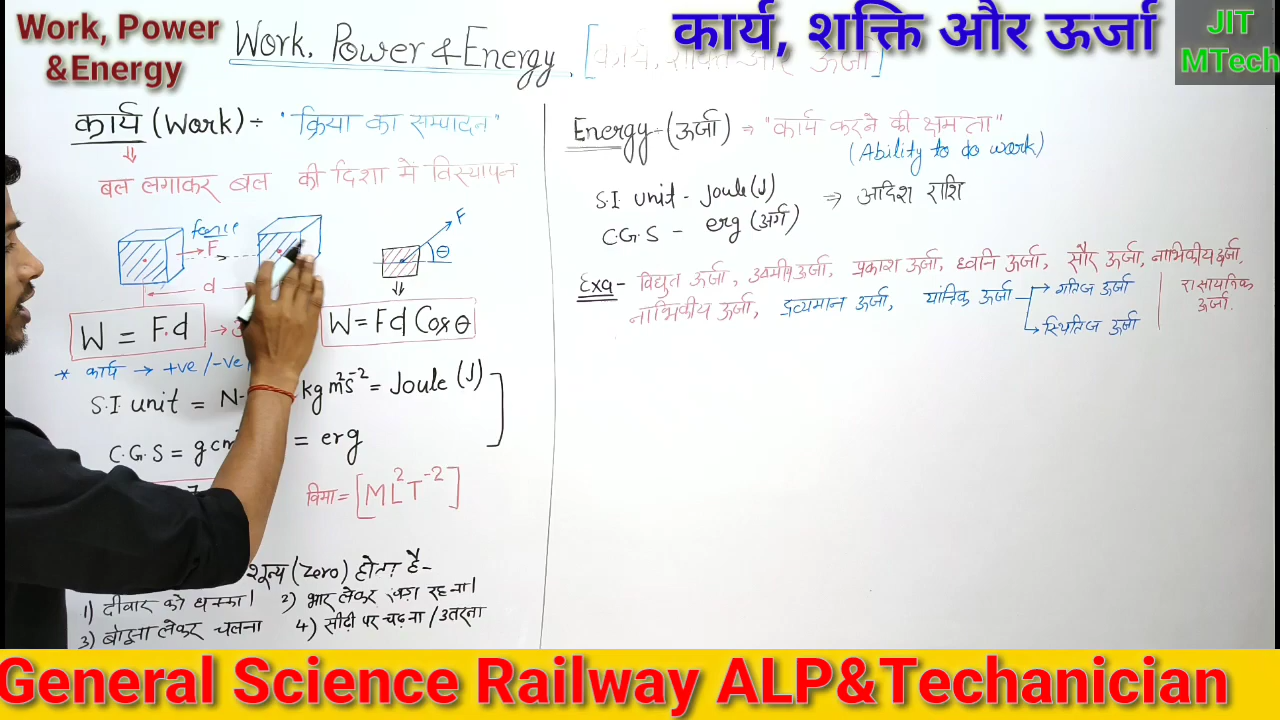 Work, Power
&Energy
Work, Power & Energy
कार्य, शक्ति और ऊर्जा
JIT
MTech
कार्य (Work) ÷ "क्रिया का सम्पादन"
बल लगाकर बल की दिशा में विस्थापन
force
F
d
F
θ
W = F.d
W = Fd Cosθ
* कार्य → +ve/-ve
S.I unit = N- kg m²s⁻² = Joule (J)
C.G.S = gcm² = erg
विमा = [ML²T⁻²]
शून्य (Zero) होता है-
1) दीवार को धक्का।
2) भार लेकर खड़ा रहना।
3) बोझा लेकर चलना
4) सीढ़ी पर चढ़ना/उतरना
Energy ÷ (ऊर्जा) ⇒ "कार्य करने की क्षमता"
(Ability to do work)
S.I unit - Joule (J)
C.G.S - erg (अर्ग)
⇒ अदिश राशि
Exa - विद्युत ऊर्जा, ऊष्मीय ऊर्जा, प्रकाश ऊर्जा, ध्वनि ऊर्जा, सौर ऊर्जा, नाभिकीय ऊर्जा,
नाभिकीय ऊर्जा, द्रव्यमान ऊर्जा, यांत्रिक ऊर्जा → गतिज ऊर्जा
→ स्थितिज ऊर्जा
रासायनिक
ऊर्जा.
General Science Railway ALP&Techanician